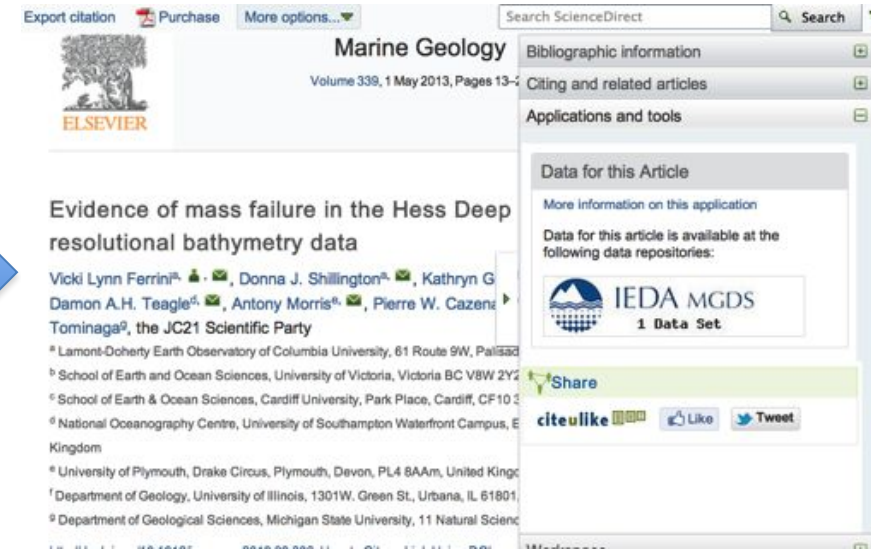 Export citation Purchase More options...
Search ScienceDirect Search
ELSEVIER
Marine Geology
Volume 339, 1 May 2013, Pages 13–
Evidence of mass failure in the Hess Deep
resolutional bathymetry data
Vicki Lynn Ferrini a, , Donna J. Shillington a, , Kathryn G
Damon A.H. Teagle d, , Antony Morris e, , Pierre W. Cazena
Tominaga g, the JC21 Scientific Party
a Lamont-Doherty Earth Observatory of Columbia University, 61 Route 9W, Palisad
b School of Earth and Ocean Sciences, University of Victoria, Victoria BC V8W 2Y2
c School of Earth & Ocean Sciences, Cardiff University, Park Place, Cardiff, CF10 3
d National Oceanography Centre, University of Southampton Waterfront Campus, E
Kingdom
e University of Plymouth, Drake Circus, Plymouth, Devon, PL4 8AAm, United Kingd
f Department of Geology, University of Illinois, 1301W. Green St., Urbana, IL 61801,
g Department of Geological Sciences, Michigan State University, 11 Natural Scienc
Bibliographic information
Citing and related articles
Applications and tools
Data for this Article
More information on this application
Data for this article is available at the
following data repositories:
IEDA MGDS
1 Data Set
Share
citeulike Like Tweet